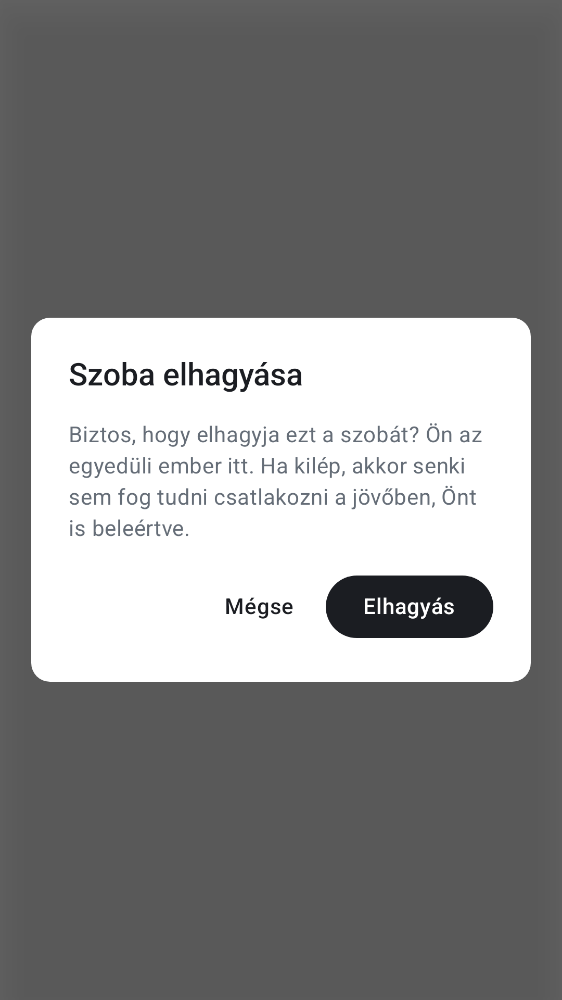 Szoba elhagyása
Biztos, hogy elhagyja ezt a szobát? Ön az
egyedüli ember itt. Ha kilép, akkor senki
sem fog tudni csatlakozni a jövőben, Önt
is beleértve.
Mégse
Elhagyás